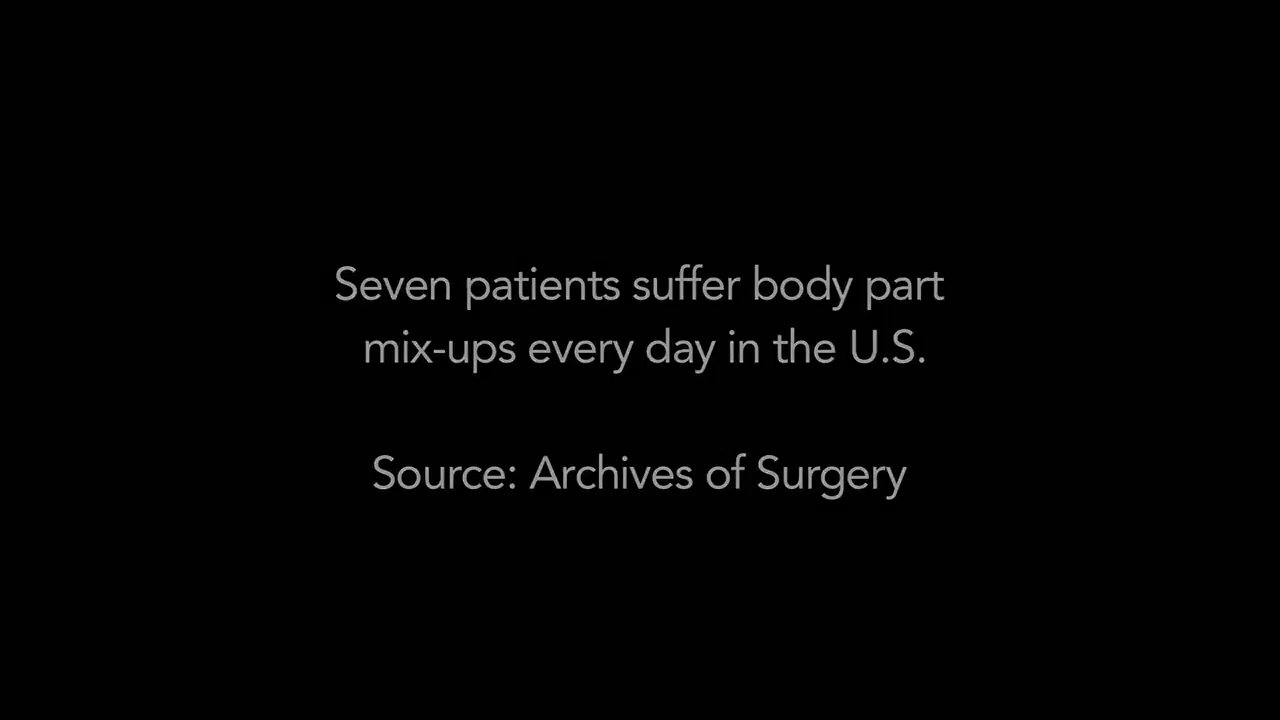 Seven patients suffer body part
mix-ups every day in the U.S.
Source: Archives of Surgery